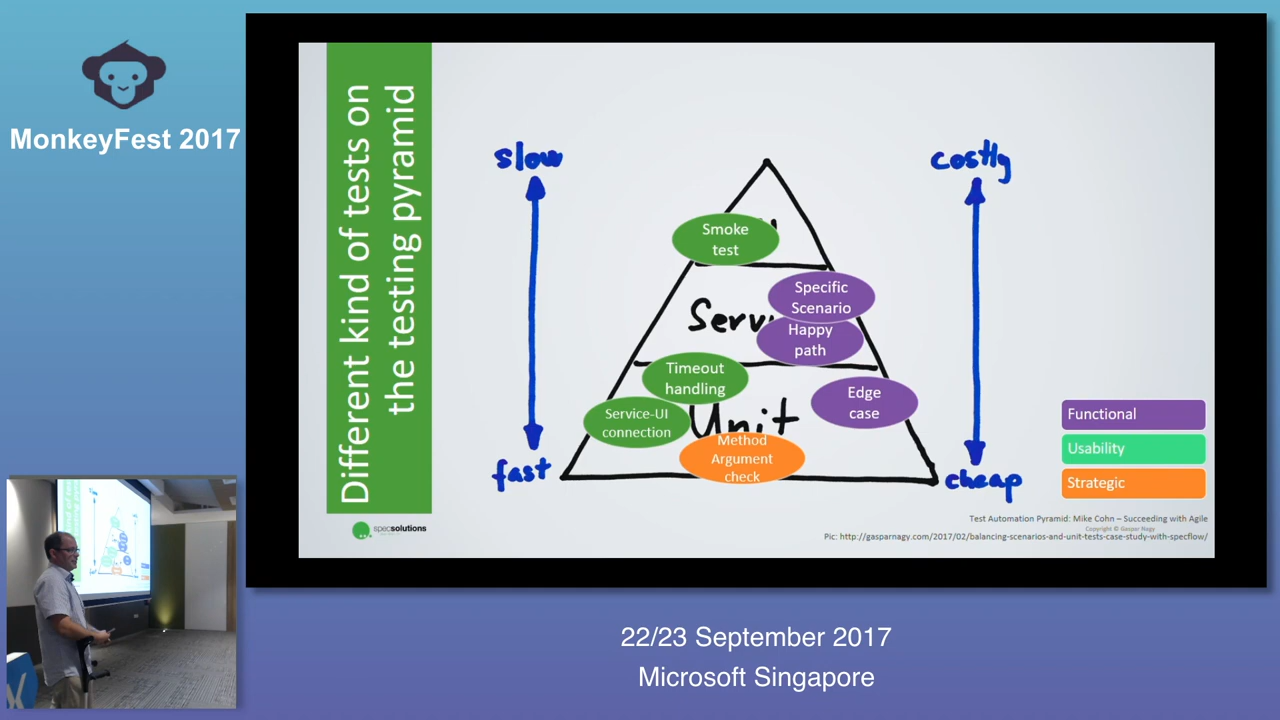 MonkeyFest 2017
Different kind of tests on
the testing pyramid
slow
fast
costly
cheap
Smoke
test
Specific
Scenario
Happy
path
Timeout
handling
Service-UI
connection
Edge
case
Unit
Method
Argument
check
Functional
Usability
Strategic
specsolutions
Test Automation Pyramid: Mike Cohn – Succeeding with Agile
Copyright © Gaspar Nagy
Pic: http://gasparnagy.com/2017/02/balancing-scenarios-and-unit-tests-case-study-with-specflow/
22/23 September 2017
Microsoft Singapore